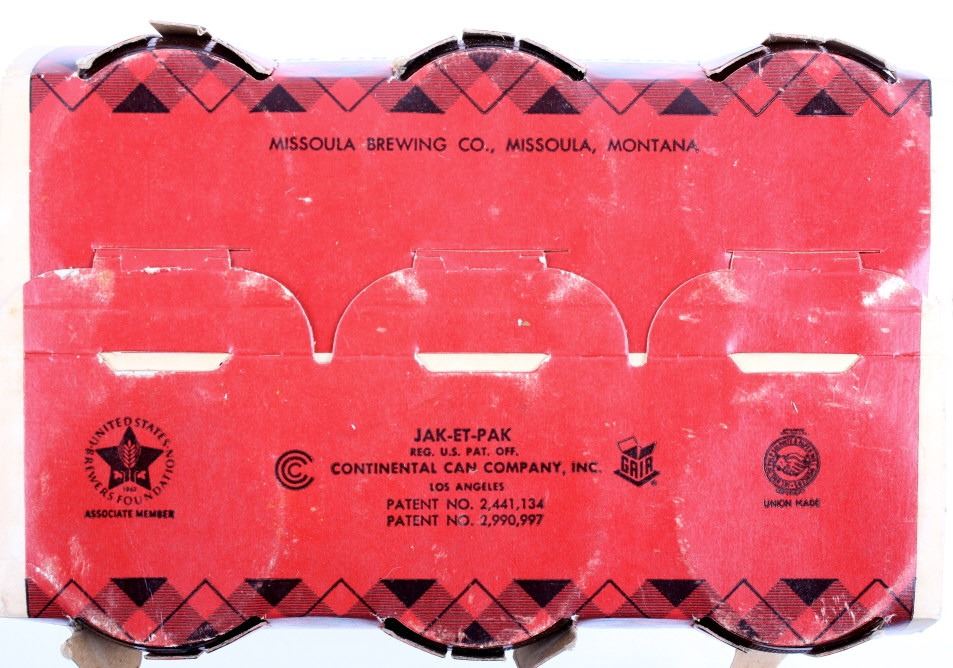 MISSOULA BREWING CO., MISSOULA, MONTANA
UNITED STATES
BREWERS FOUNDATION
1862
ASSOCIATE MEMBER
JAK-ET-PAK
REG. U.S. PAT. OFF.
CONTINENTAL CAN COMPANY, INC.
LOS ANGELES
PATENT NO. 2,441,134
PATENT NO. 2,990,997
GAIR
®
UNION MADE